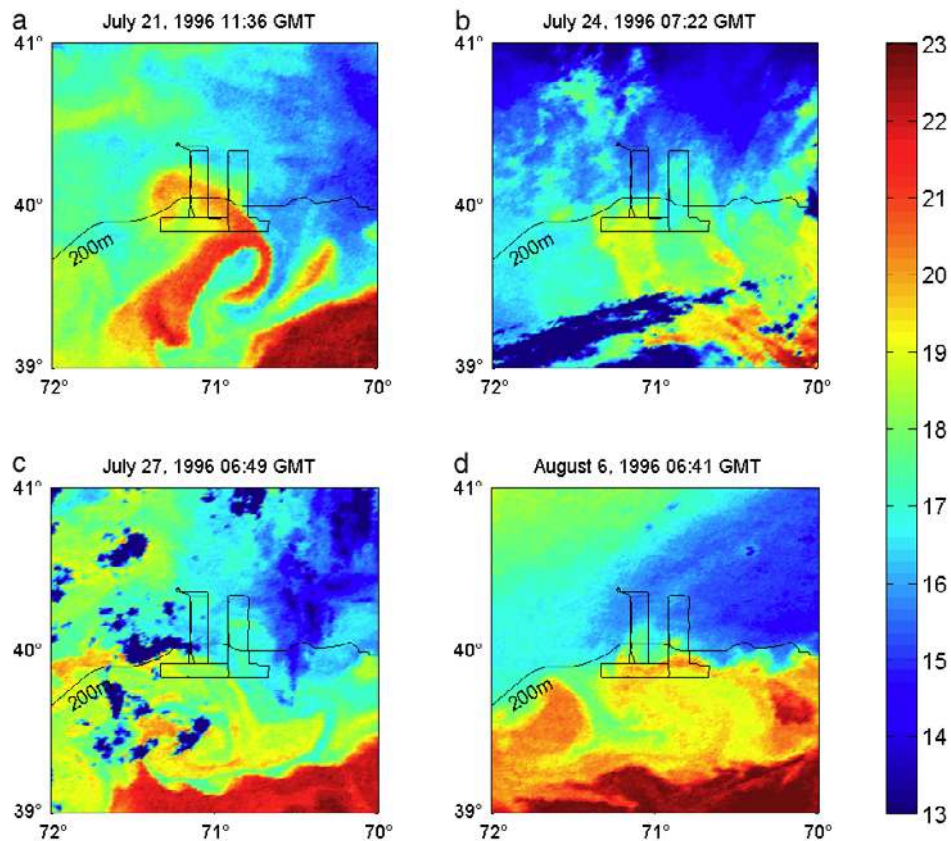 a
July 21, 1996 11:36 GMT
41°
40°
39°
200m
72°
71°
70°
b
July 24, 1996 07:22 GMT
41°
40°
39°
200m
72°
71°
70°
c
July 27, 1996 06:49 GMT
41°
40°
39°
200m
72°
71°
70°
d
August 6, 1996 06:41 GMT
41°
40°
39°
200m
72°
71°
70°
23
22
21
20
19
18
17
16
15
14
13